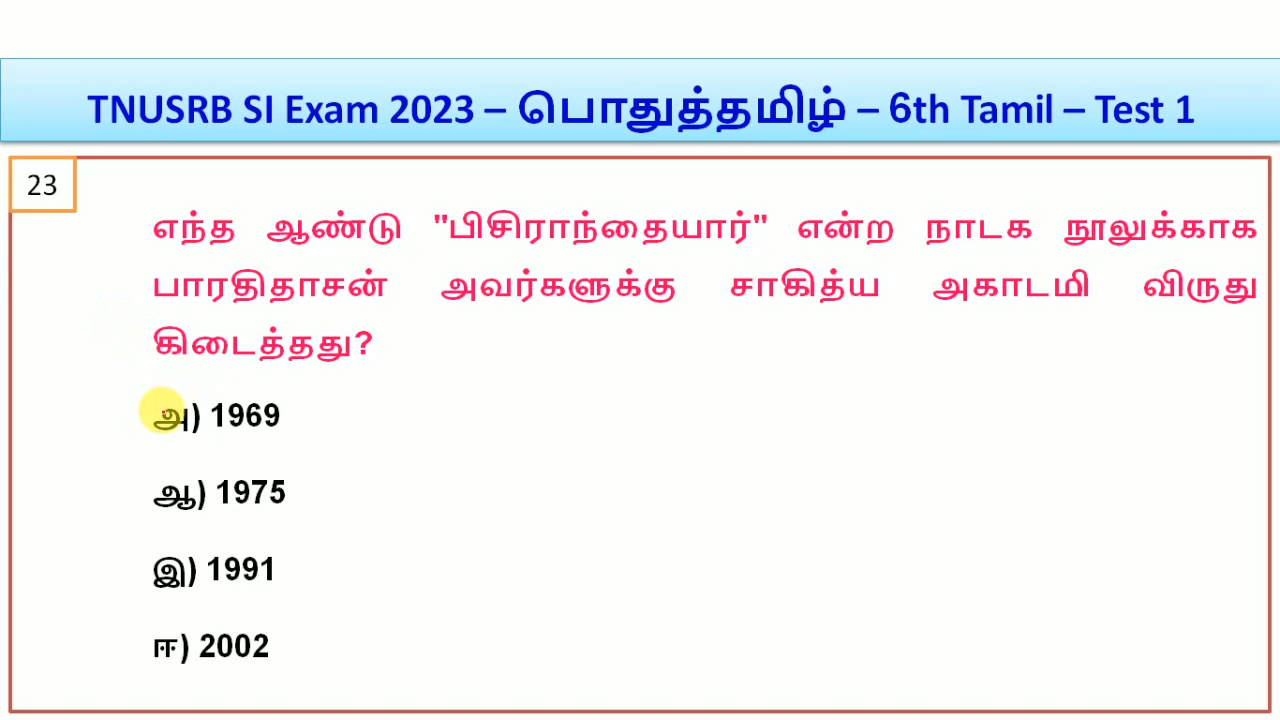 TNUSRB SI Exam 2023 – பொதுத்தமிழ் – 6th Tamil – Test 1
23
எந்த ஆண்டு "பிசிராந்தையார்" என்ற நாடக நூலுக்காக
பாரதிதாசன் அவர்களுக்கு சாகித்ய அகாடமி விருது
கிடைத்தது?
அ) 1969
ஆ) 1975
இ) 1991
ஈ) 2002